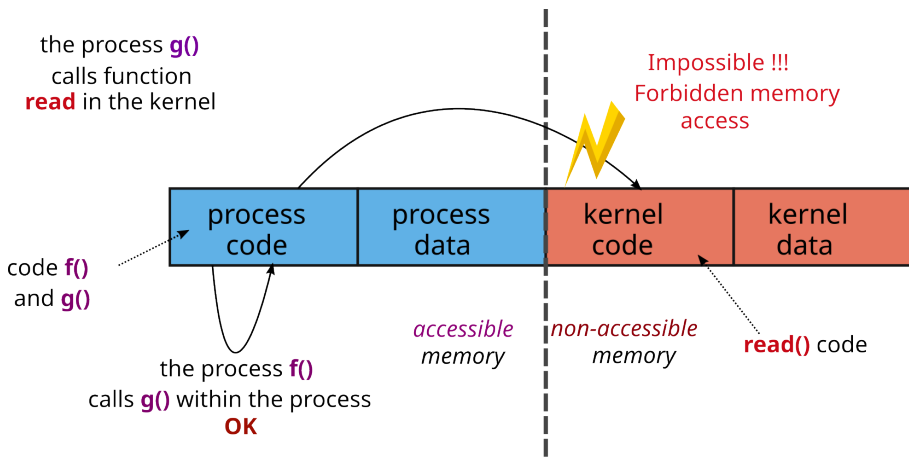 the process g()
calls function
read in the kernel
Impossible !!!
Forbidden memory
access
process
code
process
data
kernel
code
kernel
data
code f()
and g()
accessible
memory
non-accessible
memory
read() code
the process f()
calls g() within the process
OK